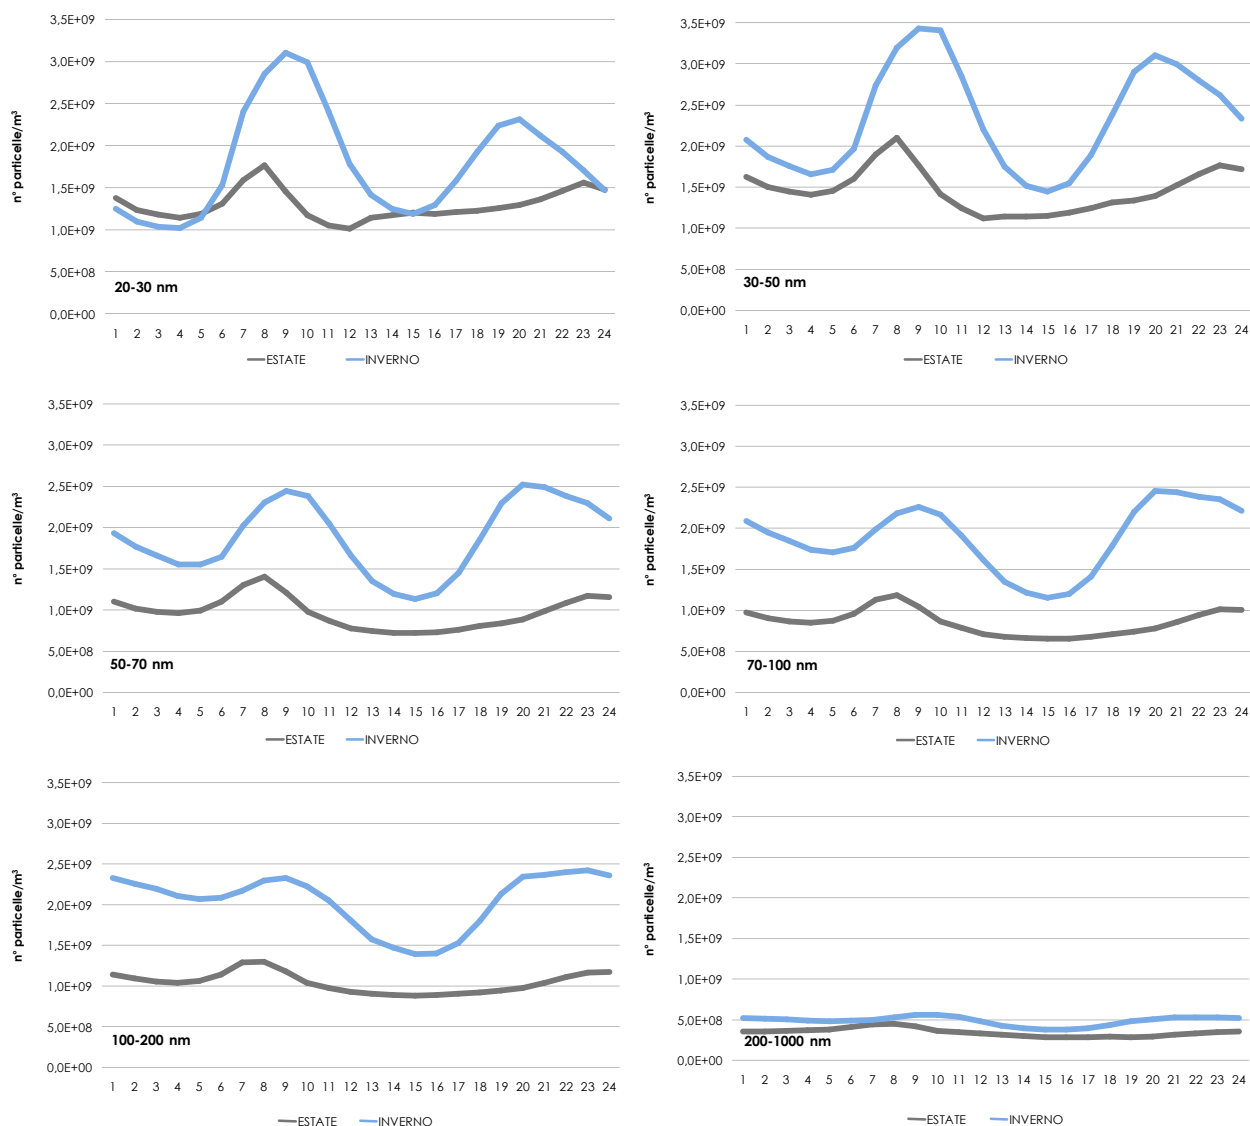 3,5E+09
3,0E+09
2,5E+09
2,0E+09
1,5E+09
1,0E+09
5,0E+08
0,0E+00
n° particelle/m³
20-30 nm
1 2 3 4 5 6 7 8 9 10 11 12 13 14 15 16 17 18 19 20 21 22 23 24
ESTATE INVERNO
3,5E+09
3,0E+09
2,5E+09
2,0E+09
1,5E+09
1,0E+09
5,0E+08
0,0E+00
n° particelle/m³
30-50 nm
1 2 3 4 5 6 7 8 9 10 11 12 13 14 15 16 17 18 19 20 21 22 23 24
ESTATE INVERNO
3,5E+09
3,0E+09
2,5E+09
2,0E+09
1,5E+09
1,0E+09
5,0E+08
0,0E+00
n° particelle/m³
50-70 nm
1 2 3 4 5 6 7 8 9 10 11 12 13 14 15 16 17 18 19 20 21 22 23 24
ESTATE INVERNO
3,5E+09
3,0E+09
2,5E+09
2,0E+09
1,5E+09
1,0E+09
5,0E+08
0,0E+00
n° particelle/m³
70-100 nm
1 2 3 4 5 6 7 8 9 10 11 12 13 14 15 16 17 18 19 20 21 22 23 24
ESTATE INVERNO
3,5E+09
3,0E+09
2,5E+09
2,0E+09
1,5E+09
1,0E+09
5,0E+08
0,0E+00
n° particelle/m³
100-200 nm
1 2 3 4 5 6 7 8 9 10 11 12 13 14 15 16 17 18 19 20 21 22 23 24
ESTATE INVERNO
3,5E+09
3,0E+09
2,5E+09
2,0E+09
1,5E+09
1,0E+09
5,0E+08
0,0E+00
n° particelle/m³
200-1000 nm
1 2 3 4 5 6 7 8 9 10 11 12 13 14 15 16 17 18 19 20 21 22 23 24
ESTATE INVERNO